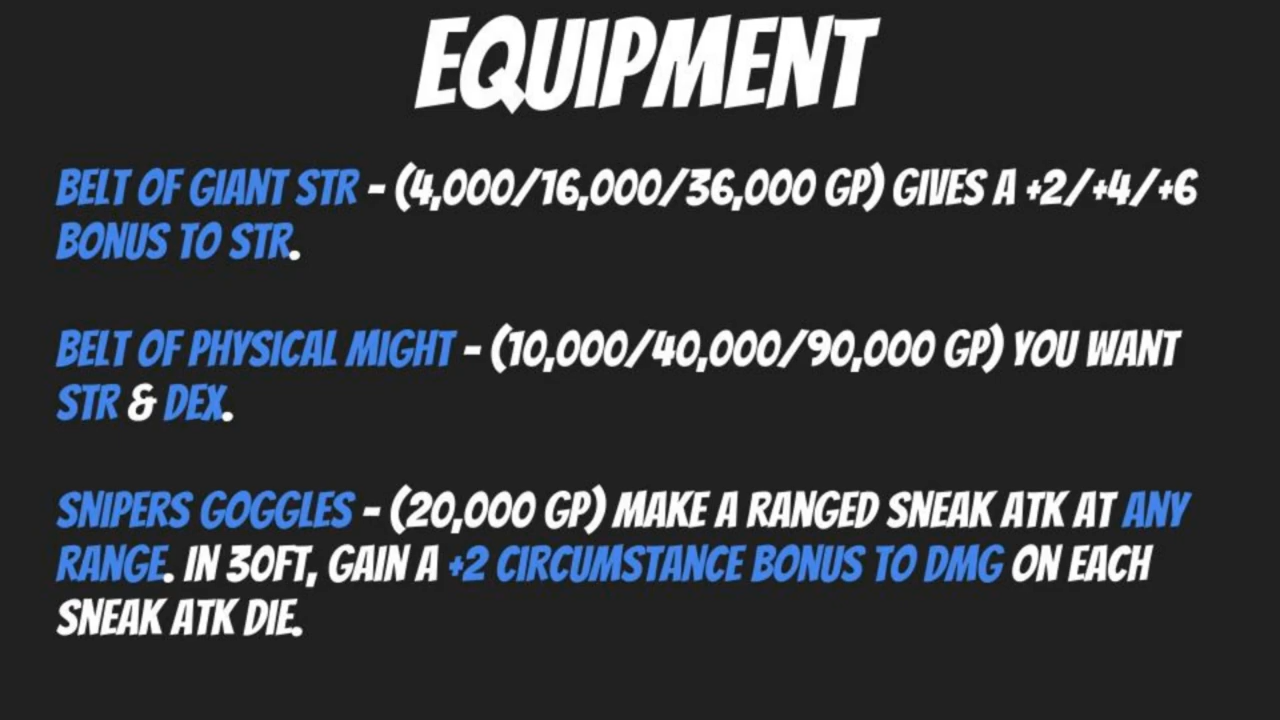 EQUIPMENT
BELT OF GIANT STR - (4,000/16,000/36,000 GP) GIVES A +2/+4/+6
BONUS TO STR.
BELT OF PHYSICAL MIGHT - (10,000/40,000/90,000 GP) YOU WANT
STR & DEX.
SNIPERS GOGGLES - (20,000 GP) MAKE A RANGED SNEAK ATK AT ANY
RANGE. IN 30FT, GAIN A +2 CIRCUMSTANCE BONUS TO DMG ON EACH
SNEAK ATK DIE.